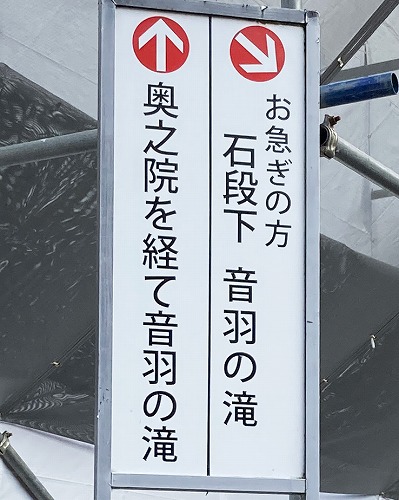 お急ぎの方
石段下 音羽の滝
奥之院を経て音羽の滝